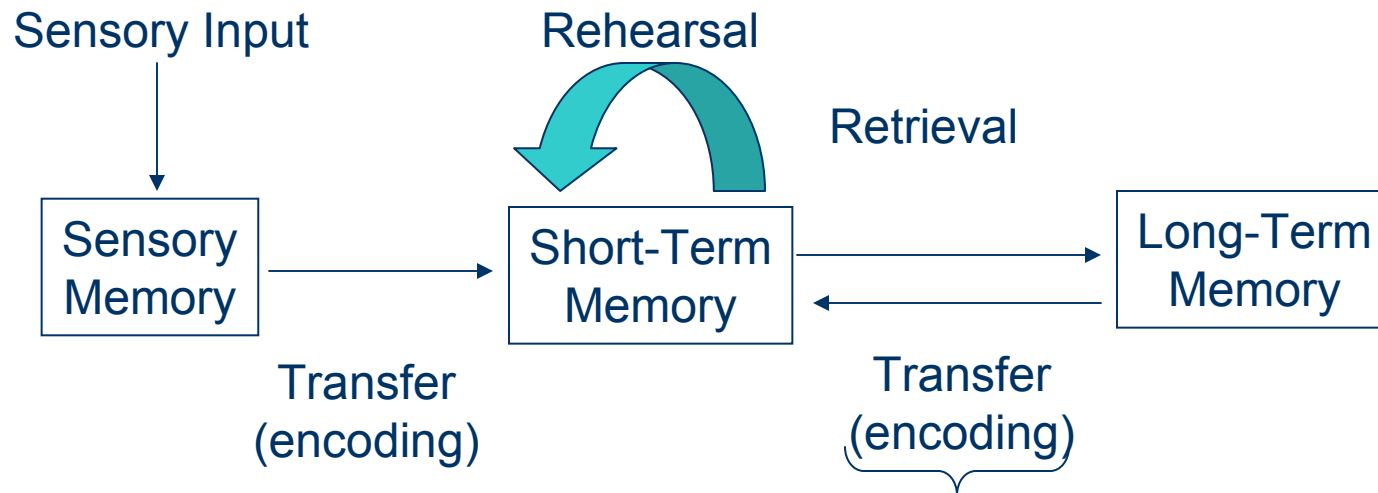 Sensory Input
Rehearsal
Retrieval
Sensory
Memory
Short-Term
Memory
Long-Term
Memory
Transfer
(encoding)
Transfer
(encoding)